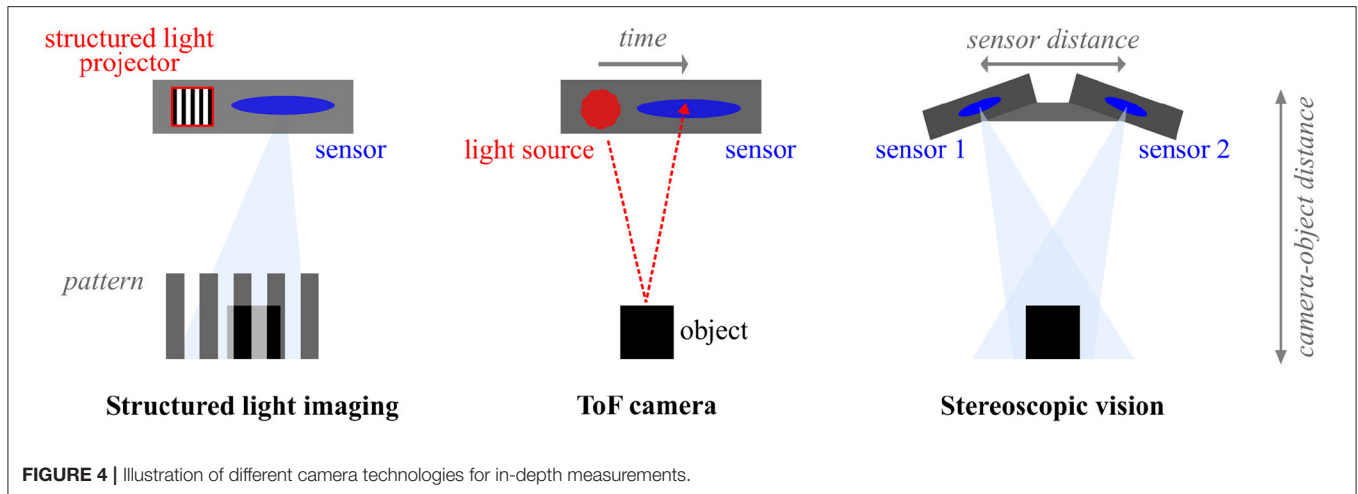 structured light
projector
sensor
pattern
Structured light imaging
time
light source
sensor
object
ToF camera
sensor distance
sensor 1
sensor 2
camera-object distance
Stereoscopic vision
FIGURE 4 | Illustration of different camera technologies for in-depth measurements.